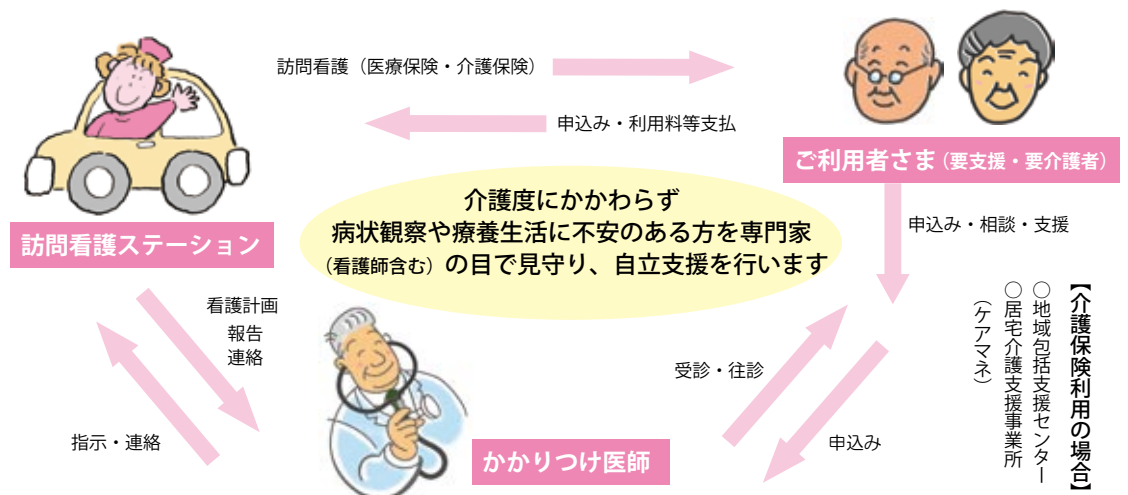 訪問看護（医療保険・介護保険）
申込み・利用料等支払
ご利用者さま（要支援・要介護者）
訪問看護ステーション
介護度にかかわらず
病状観察や療養生活に不安のある方を専門家
（看護師含む）の目で見守り、自立支援を行います
申込み・相談・支援
【介護保険利用の場合】
○地域包括支援センター
○居宅介護支援事業所
（ケアマネ）
看護計画
報告
連絡
指示・連絡
受診・往診
申込み
かかりつけ医師